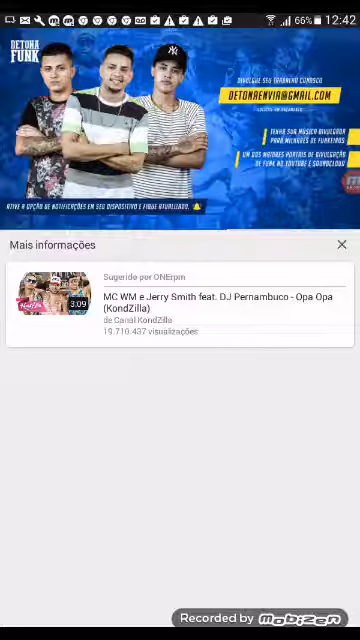 66% 12:42
DETONA
FUNK
DIVULGUE SEU TRABALHO CONOSCO
DETONAENVIA@GMAIL.COM
TENHA SUA MÚSICA DIVULGADA
PARA MILHARES DE FUNKEIROS
UM DOS MAIORES PORTAIS DE DIVULGAÇÃO
DE FUNK NO YOUTUBE E SOUNDCLOUD
ATIVE A OPÇÃO DE NOTIFICAÇÕES EM SEU DISPOSITIVO E FIQUE ATUALIZADO.
Mais informações
Sugerido por ONErpm
MC WM e Jerry Smith feat. DJ Pernambuco - Opa Opa
(KondZilla)
de Canal KondZilla
19.716.437 visualizações
3:09
Recorded by mobizen